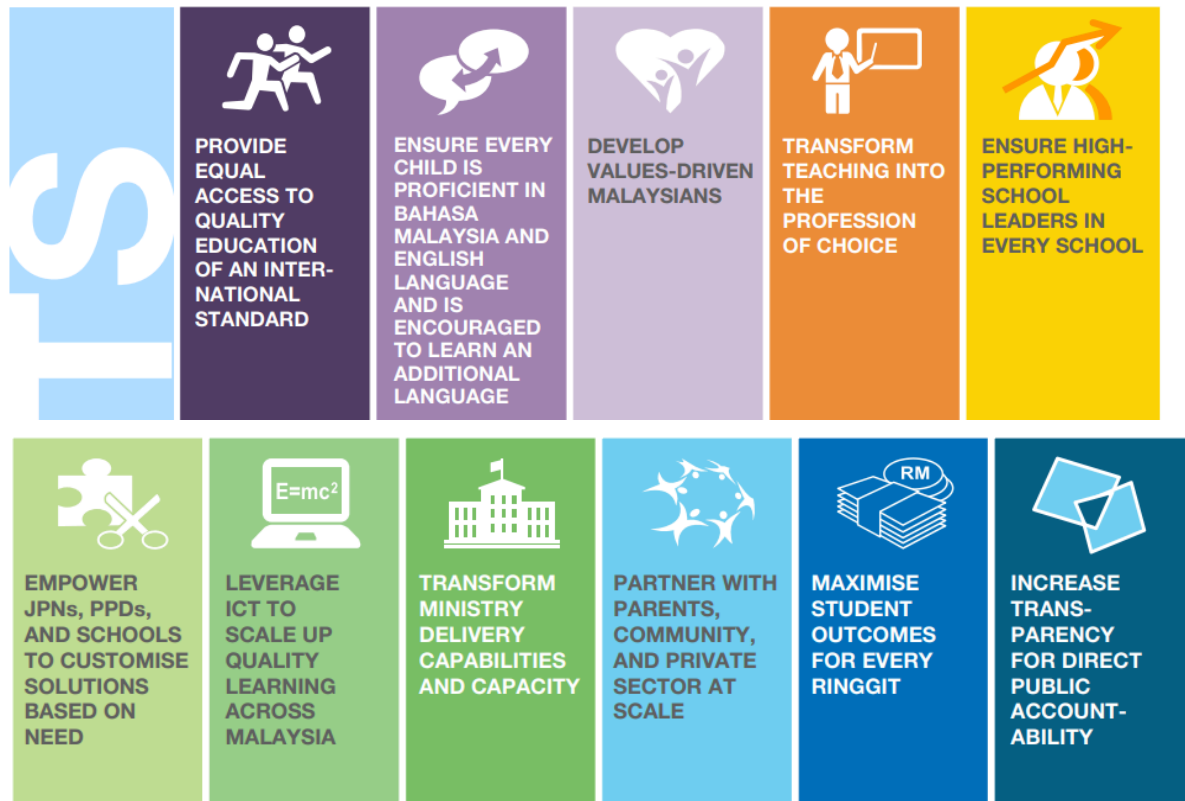 PROVIDE
EQUAL
ACCESS TO
QUALITY
EDUCATION
OF AN INTER-
NATIONAL
STANDARD
ENSURE EVERY
CHILD IS
PROFICIENT IN
BAHASA
MALAYSIA AND
ENGLISH
LANGUAGE
AND IS
ENCOURAGED
TO LEARN AN
ADDITIONAL
LANGUAGE
DEVELOP
VALUES-DRIVEN
MALAYSIANS
TRANSFORM
TEACHING INTO
THE
PROFESSION
OF CHOICE
ENSURE HIGH-
PERFORMING
SCHOOL
LEADERS IN
EVERY SCHOOL
EMPOWER
JPNs, PPDs,
AND SCHOOLS
TO CUSTOMISE
SOLUTIONS
BASED ON
NEED
E=mc²
LEVERAGE
ICT TO
SCALE UP
QUALITY
LEARNING
ACROSS
MALAYSIA
TRANSFORM
MINISTRY
DELIVERY
CAPABILITIES
AND CAPACITY
PARTNER WITH
PARENTS,
COMMUNITY,
AND PRIVATE
SECTOR AT
SCALE
RM
MAXIMISE
STUDENT
OUTCOMES
FOR EVERY
RINGGIT
INCREASE
TRANS-
PARENCY
FOR DIRECT
PUBLIC
ACCOUNT-
ABILITY